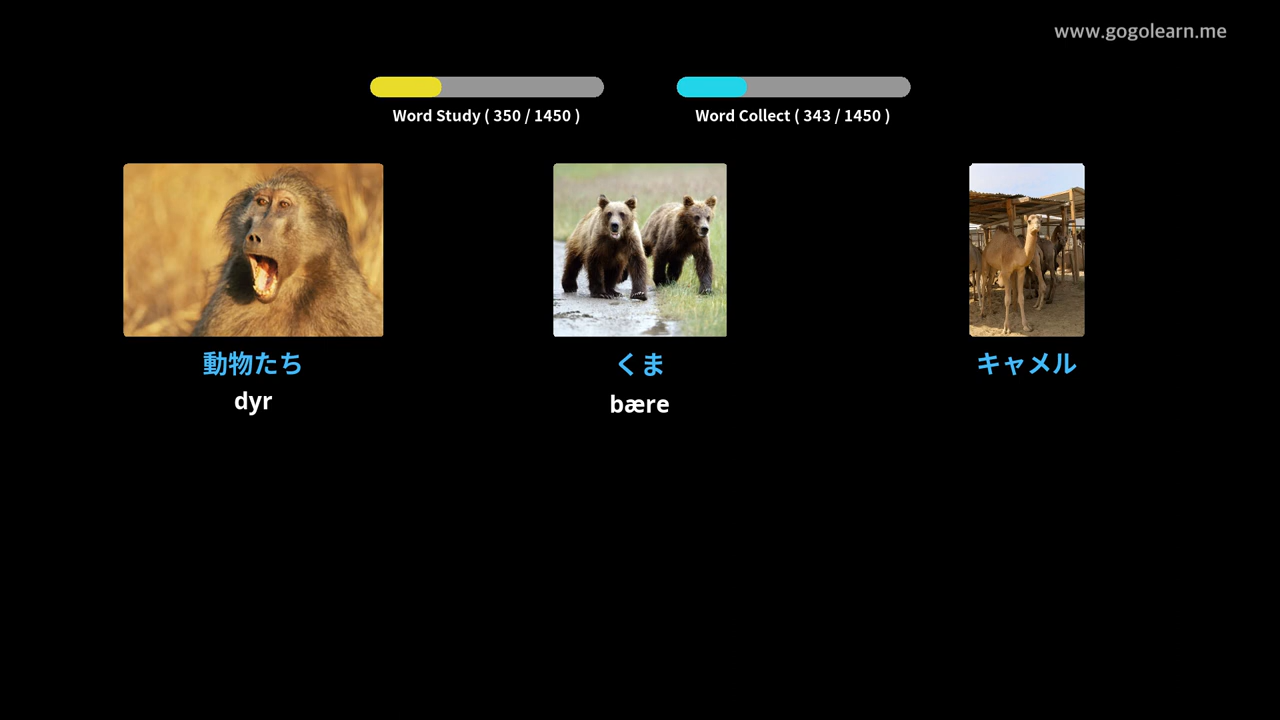 www.gogolearn.me
Word Study ( 350 / 1450 )
Word Collect ( 343 / 1450 )
動物たち
dyr
くま
bære
キャメル